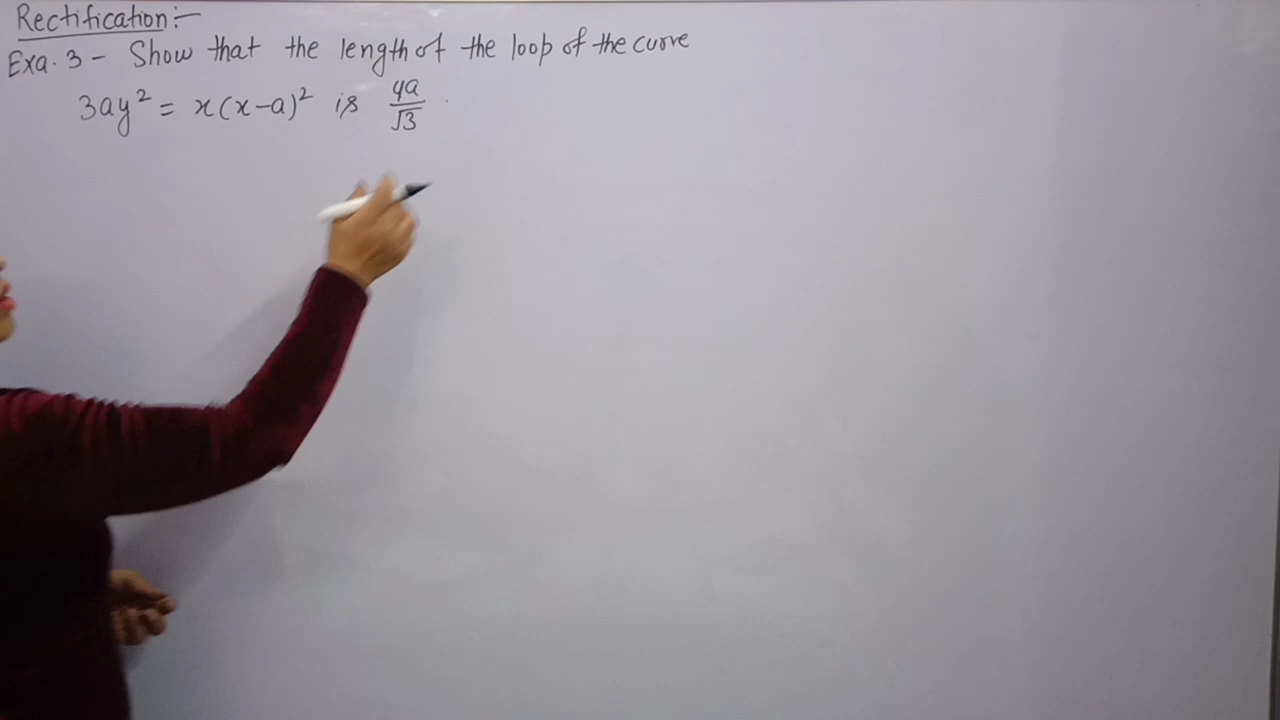 Rectification:-
Exa. 3 - Show that the length of the loop of the curve
3ay² = x(x-a)² is 4a/√3